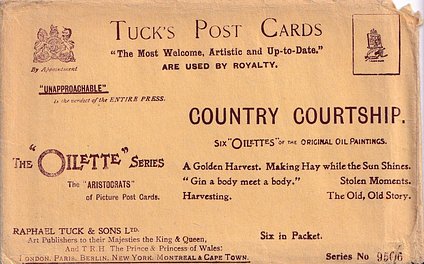 TUCK'S POST CARDS
"The Most Welcome, Artistic and Up-to-Date."
ARE USED BY ROYALTY.
By Appointment
"UNAPPROACHABLE"
Is the verdict of the ENTIRE PRESS.
COUNTRY COURTSHIP.
SIX "OILETTES" OF THE ORIGINAL OIL PAINTINGS.
THE "OILETTE" SERIES
The "ARISTOCRATS"
of Picture Post Cards.
A Golden Harvest. Making Hay while the Sun Shines.
"Gin a body meet a body." Stolen Moments.
Harvesting. The Old, Old Story.
RAPHAEL TUCK & SONS LTD.
Art Publishers to their Majesties the King & Queen,
And T.R.H. The Prince & Princess of Wales:
LONDON, PARIS, BERLIN, NEW YORK, MONTREAL & CAPE TOWN.
Six in Packet.
Series No 9506